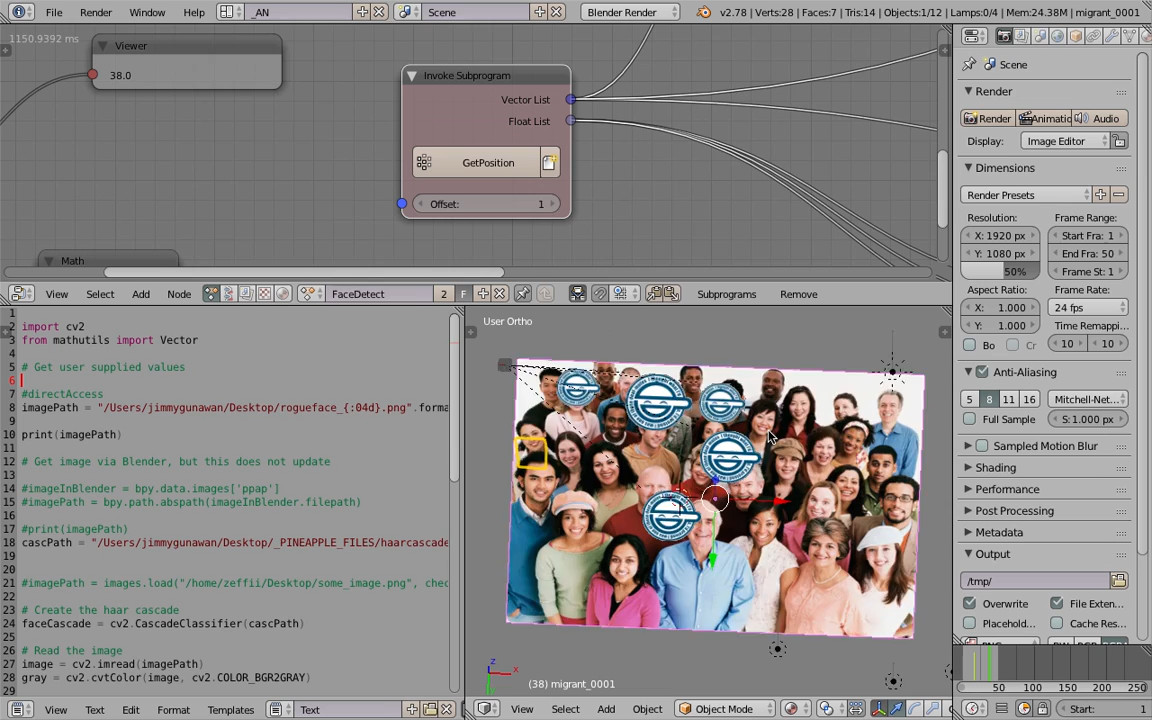 File Render Window Help _AN Scene Blender Render v2.78 | Verts:28 | Faces:7 | Tris:14 | Objects:1/12 | Lamps:0/4 | Mem:24.38M | migrant_0001
1150.9392 ms
Viewer
38.0
Invoke Subprogram
Vector List
Float List
GetPosition
Offset: 1
Math
View Select Add Node FaceDetect 2 F Subprograms Remove
1
2 import cv2
3 from mathutils import Vector
4
5 # Get user supplied values
6
7 #directAccess
8 imagePath = "/Users/jimmygunawan/Desktop/rogueface_{:04d}.png".forma
9
10 print(imagePath)
11
12 # Get image via Blender, but this does not update
13
14 #imageInBlender = bpy.data.images['ppap']
15 #imagePath = bpy.path.abspath(imageInBlender.filepath)
16
17 #print(imagePath)
18 cascPath = "/Users/jimmygunawan/Desktop/_PINEAPPLE_FILES/haarcascade
19
20
21 #imagePath = images.load("/home/zeffii/Desktop/some_image.png", chec
22
23 # Create the haar cascade
24 faceCascade = cv2.CascadeClassifier(cascPath)
25
26 # Read the image
27 image = cv2.imread(imagePath)
28 gray = cv2.cvtColor(image, cv2.COLOR_BGR2GRAY)
29
View Text Edit Format Templates Text
User Ortho
z
x
(38) migrant_0001
View Select Add Object Object Mode
Scene
Render
Render Animatic Audio
Display: Image Editor
Dimensions
Render Presets
Resolution: Frame Range:
X: 1920 px Start Fra: 1
Y: 1080 px End Fra: 50
50% Frame St: 1
Aspect Ratio: Frame Rate:
X: 1.000 24 fps
Y: 1.000 Time Remappi...
Bo Cr 10 10
Anti-Aliasing
5 8 11 16 Mitchell-Net...
Full Sample S: 1.000 px
Sampled Motion Blur
Shading
Performance
Post Processing
Metadata
Output
/tmp/
Overwrite File Exten...
Placehold... Cache Res...
50 100 150 200 250
Start: 1